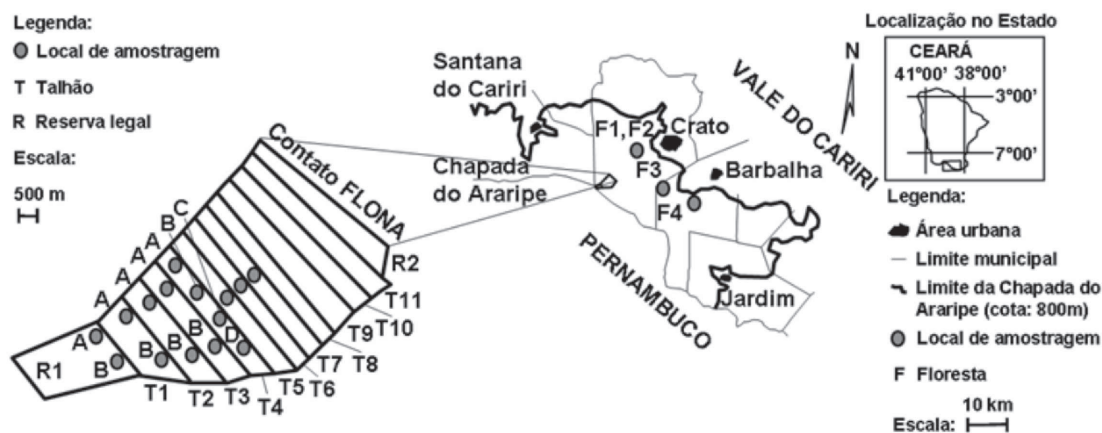 Legenda:
Local de amostragem
T Talhão
R Reserva legal
Escala:
500 m
Contato FLONA
C
B
A
A
A
A
A
B
B
B
B
D
R1
R2
T1
T2
T3
T4
T5
T6
T7
T8
T9
T10
T11
Santana
do Cariri
Chapada
do Araripe
F1,F2
Crato
F3
F4
Barbalha
Jardim
VALE DO CARIRI
PERNAMBUCO
N
Localização no Estado
CEARÁ
41°00' 38°00'
3°00'
7°00'
Legenda:
Área urbana
Limite municipal
Limite da Chapada do
Araripe (cota: 800m)
Local de amostragem
F Floresta
Escala: 10 km